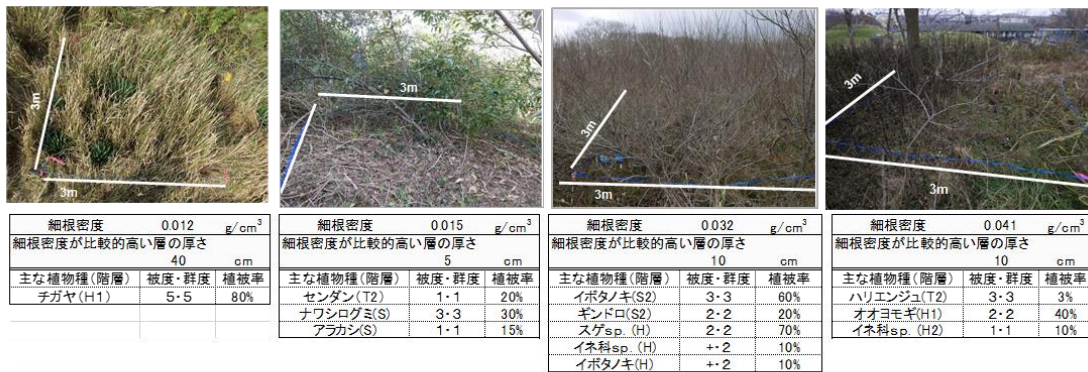 3m
3m
細根密度 0.012 g/cm³
細根密度が比較的高い層の厚さ
40 cm
主な植物種(階層) 被度・群度 植被率
チガヤ(H1) 5・5 80%
3m
細根密度 0.015 g/cm³
細根密度が比較的高い層の厚さ
5 cm
主な植物種(階層) 被度・群度 植被率
センダン(T2) 1・1 20%
ナワシログミ(S) 3・3 30%
アラカシ(S) 1・1 15%
3m
3m
細根密度 0.032 g/cm³
細根密度が比較的高い層の厚さ
10 cm
主な植物種(階層) 被度・群度 植被率
イボタノキ(S2) 3・3 60%
ギンドロ(S2) 2・2 20%
スゲsp.(H) 2・2 70%
イネ科sp.(H) +・2 10%
イボタノキ(H) +・2 10%
3m
3m
細根密度 0.041 g/cm³
細根密度が比較的高い層の厚さ
10 cm
主な植物種(階層) 被度・群度 植被率
ハリエンジュ(T2) 3・3 3%
オオヨモギ(H1) 2・2 40%
イネ科sp.(H2) 1・1 10%